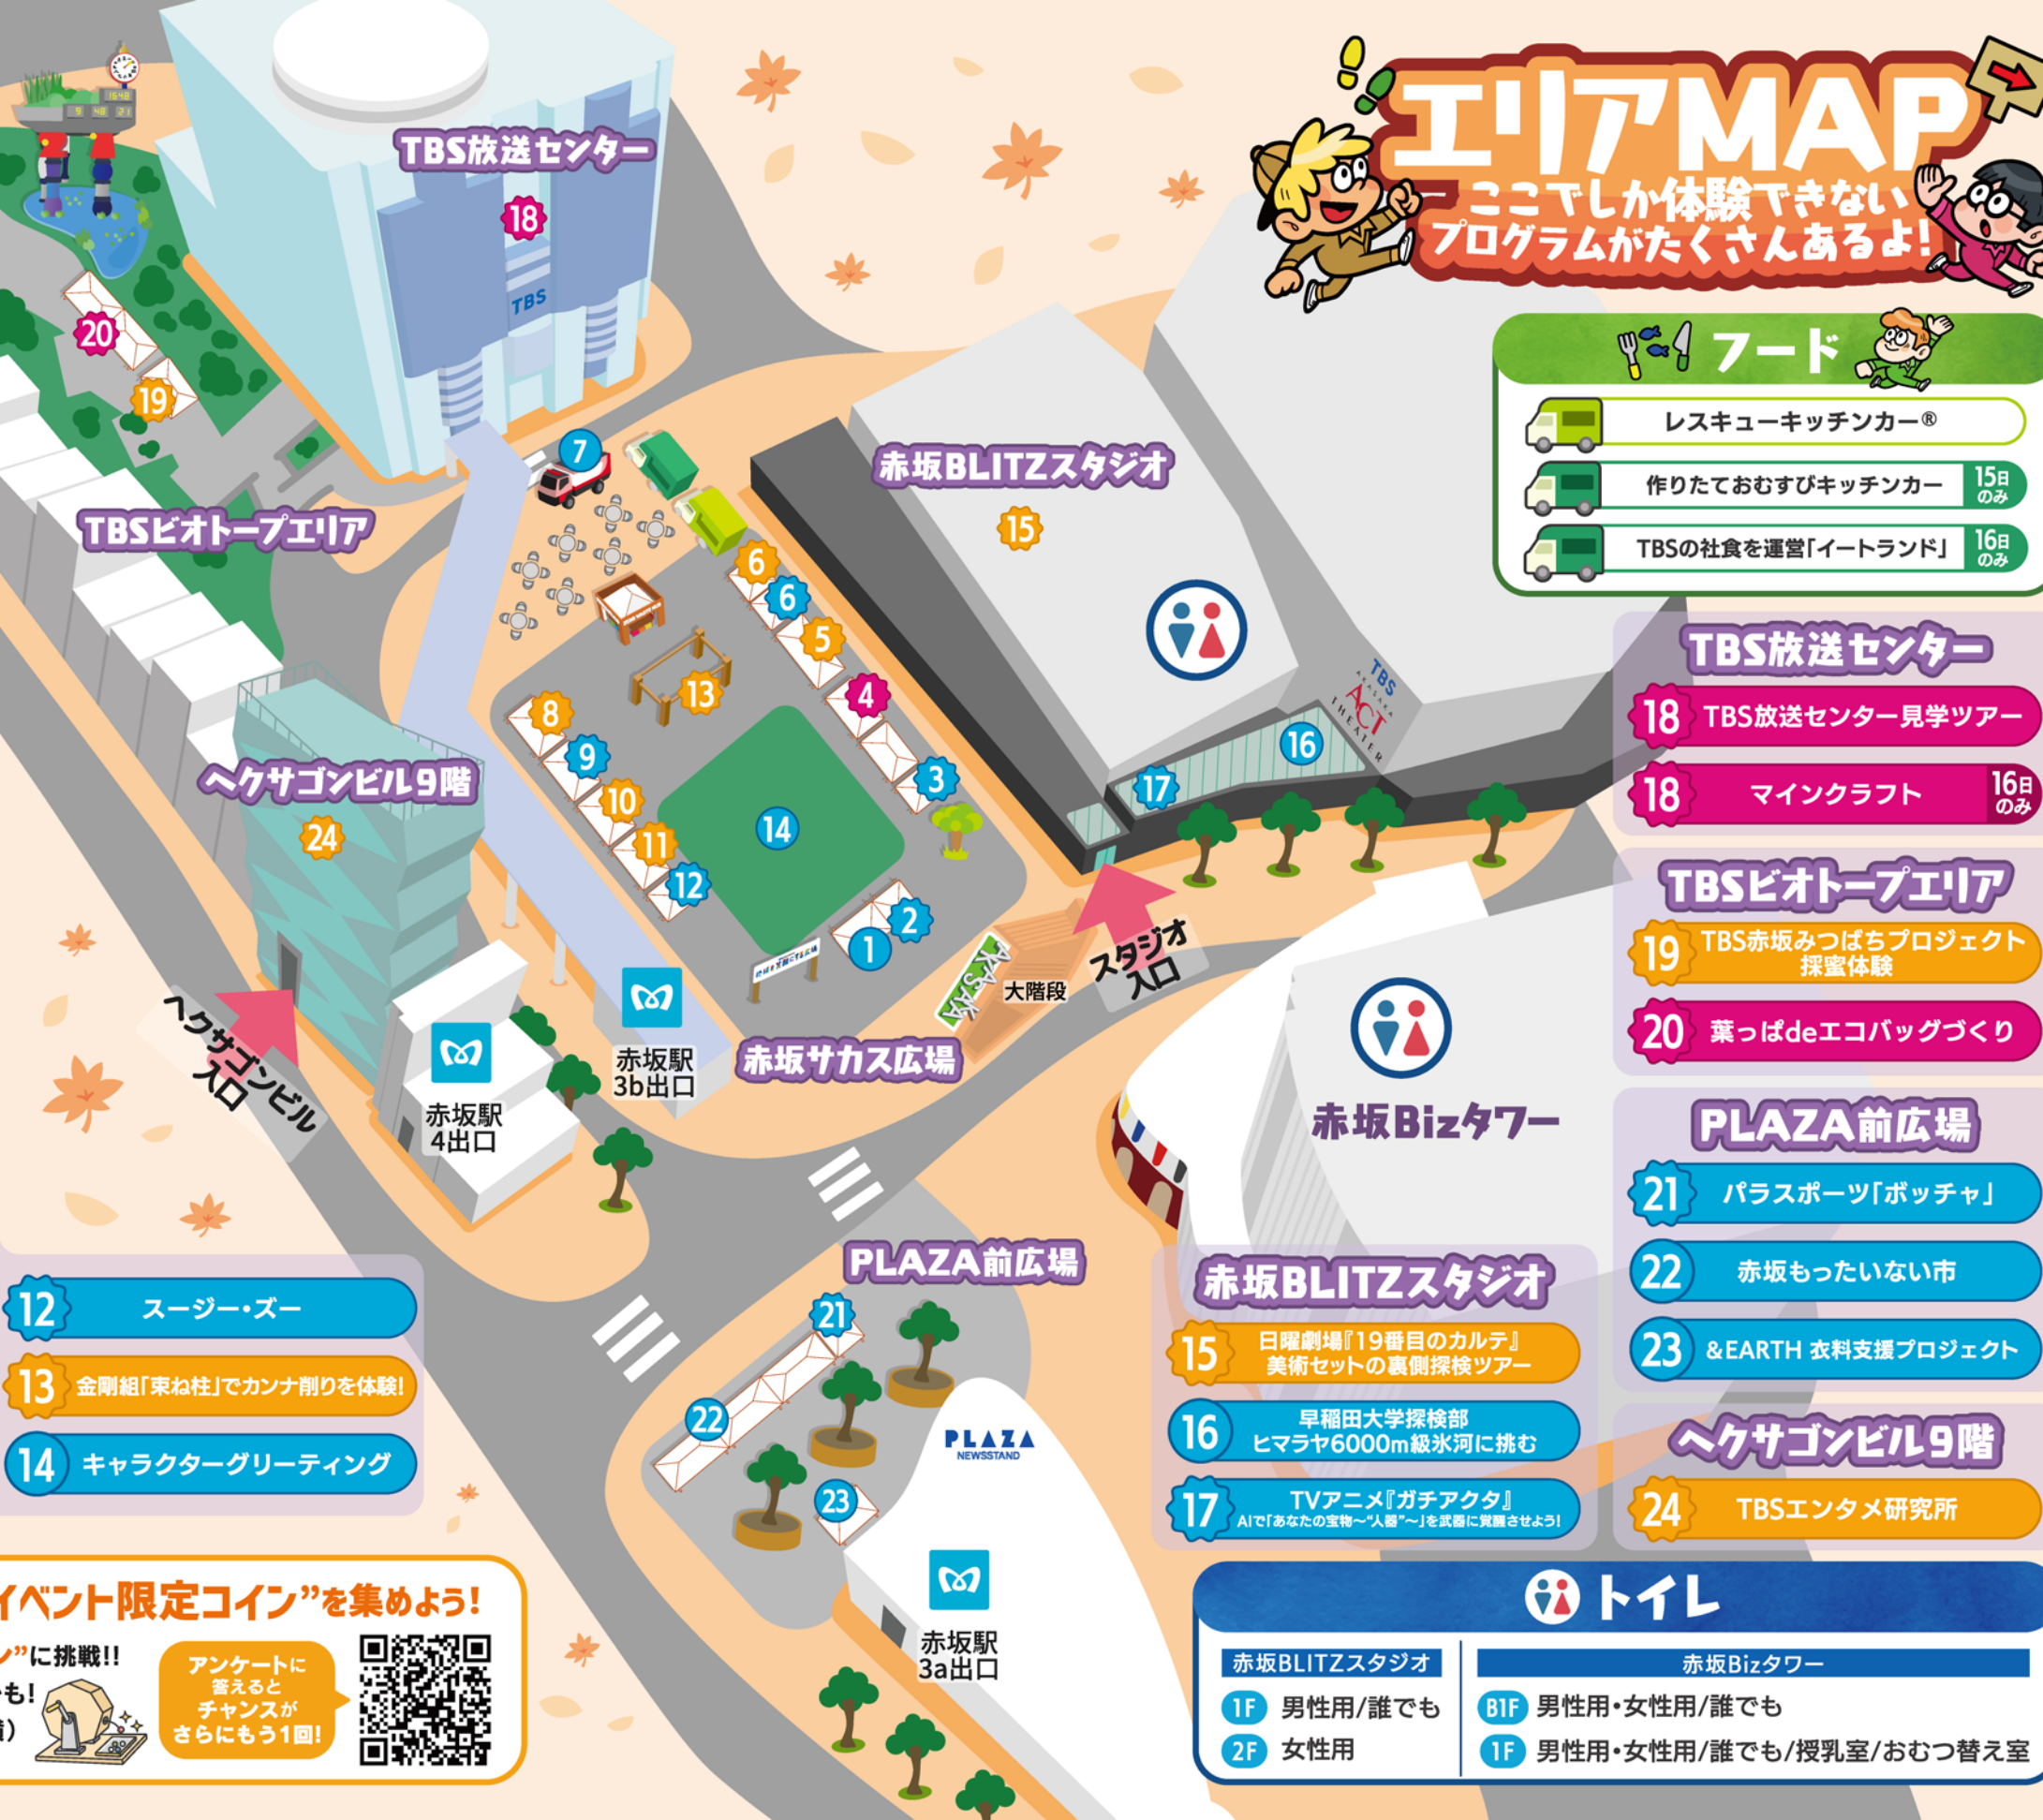 エリアMAP
ここでしか体験できない
プログラムがたくさんあるよ!
フード
レスキューキッチンカー®
作りたておむすびキッチンカー
15日
のみ
TBSの社食を運営「イートランド」
16日
のみ
TBS放送センター
18 TBS放送センター見学ツアー
18 マインクラフト
16日
のみ
TBSビオトープエリア
19 TBS赤坂みつばちプロジェクト
採蜜体験
20 葉っぱdeエコバッグづくり
PLAZA前広場
21 パラスポーツ「ボッチャ」
22 赤坂もったいない市
23 &EARTH 衣料支援プロジェクト
ヘクサゴンビル9階
24 TBSエンタメ研究所
赤坂BLITZスタジオ
15 日曜劇場『19番目のカルテ』
美術セットの裏側探検ツアー
16 早稲田大学探検部
ヒマラヤ6000m級氷河に挑む
17 TVアニメ『ガチアクタ』
AIで「あなたの宝物~“人器”~」を武器に覚醒させよう!
トイレ
赤坂BLITZスタジオ
1F 男性用/誰でも
2F 女性用
赤坂Bizタワー
B1F 男性用・女性用/誰でも
1F 男性用・女性用/誰でも/授乳室/おむつ替え室
1648
9 48 21
TBS放送センター
18
TBS
20
19
TBSビオトープエリア
7
赤坂BLITZスタジオ
15
6
6
5
4
3
13
8
9
10
11
12
14
2
1
TBS
AKASAKA
ACT
THEATER
16
17
ヘクサゴンビル9階
24
スタジオ
入口
AKASAKA
大階段
赤坂サカス広場
赤坂駅
3b出口
赤坂駅
4出口
ヘクサゴンビル
入口
赤坂Bizタワー
PLAZA前広場
21
22
23
PLAZA
NEWSSTAND
赤坂駅
3a出口
12 スージー・ズー
13 金剛組「束ね柱」でカンナ削りを体験!
14 キャラクターグリーティング
イベント限定コイン”を集めよう!
ン”に挑戦!!
も!
アンケートに
答えると
チャンスが
さらにもう1回!